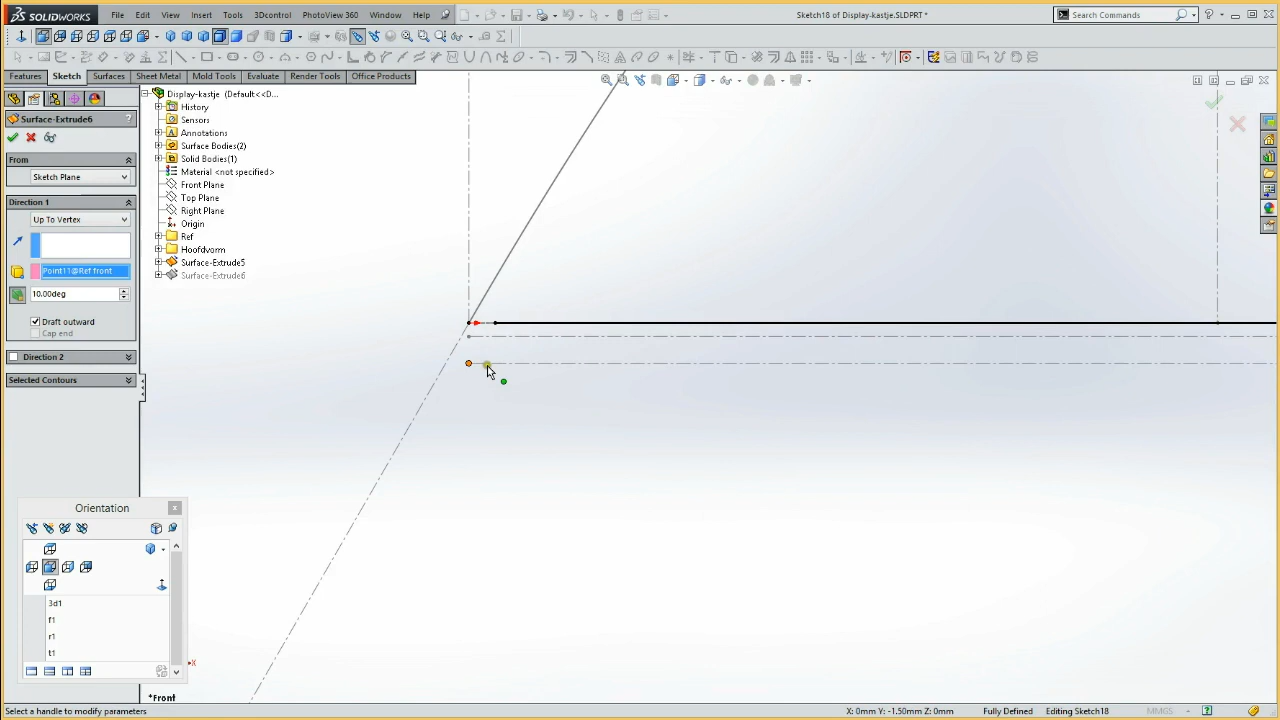 SOLIDWORKS
File
Edit
View
Insert
Tools
3Dcontrol
PhotoView 360
Window
Help
Sketch18 of Display-kastje.SLDPRT *
Search Commands
Features
Sketch
Surfaces
Sheet Metal
Mold Tools
Evaluate
Render Tools
Office Products
Surface-Extrude6
?
From
Sketch Plane
Direction 1
Up To Vertex
Point11@Ref front
10.00deg
Draft outward
Cap end
Direction 2
Selected Contours
Display-kastje (Default<<D...
History
Sensors
Annotations
Surface Bodies(2)
Solid Bodies(1)
Material <not specified>
Front Plane
Top Plane
Right Plane
Origin
Ref
Hoofdvorm
Surface-Extrude5
Surface-Extrude6
Orientation
x
3d1
f1
r1
t1
X
*Front
Select a handle to modify parameters
X: 0mm Y: -1.50mm Z: 0mm
Fully Defined
Editing Sketch18
MMGS